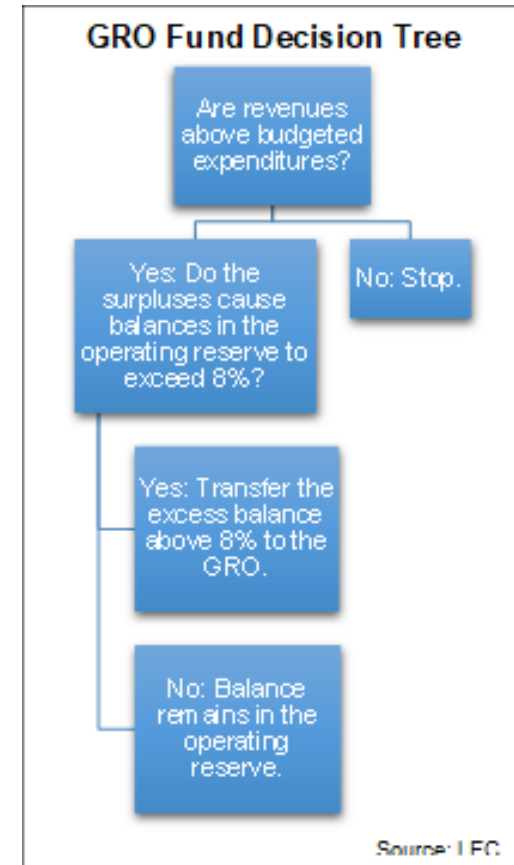 GRO Fund Decision Tree
Are revenues
above budgeted
expenditures?
Yes: Do the
surpluses cause
balances in the
operating reserve to
exceed 8%?
No: Stop.
Yes: Transfer the
excess balance
above 8% to the
GRO.
No: Balance
remains in the
operating
reserve.
Source: